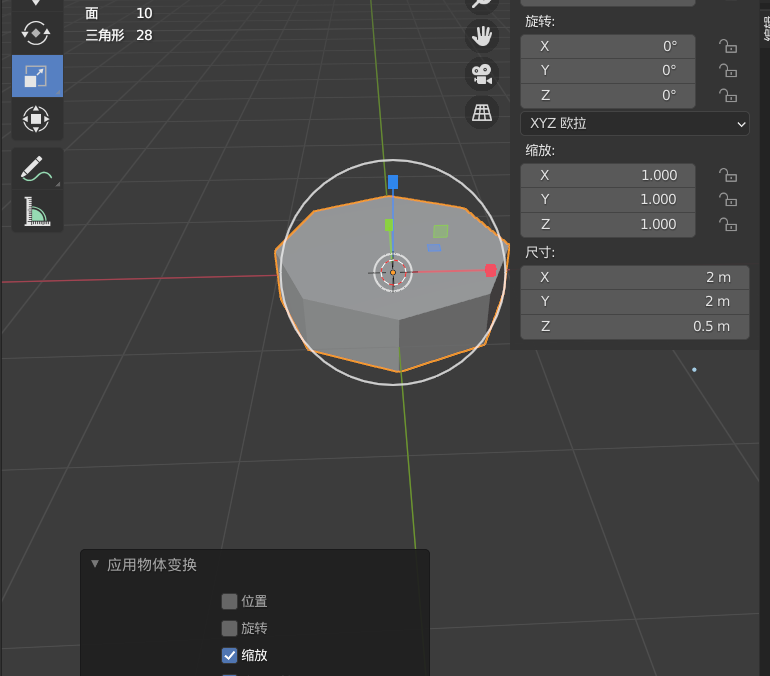 面 10
三角形 28
旋转:
X 0°
Y 0°
Z 0°
XYZ 欧拉
缩放:
X 1.000
Y 1.000
Z 1.000
尺寸:
X 2 m
Y 2 m
Z 0.5 m
应用物体变换
位置
旋转
缩放